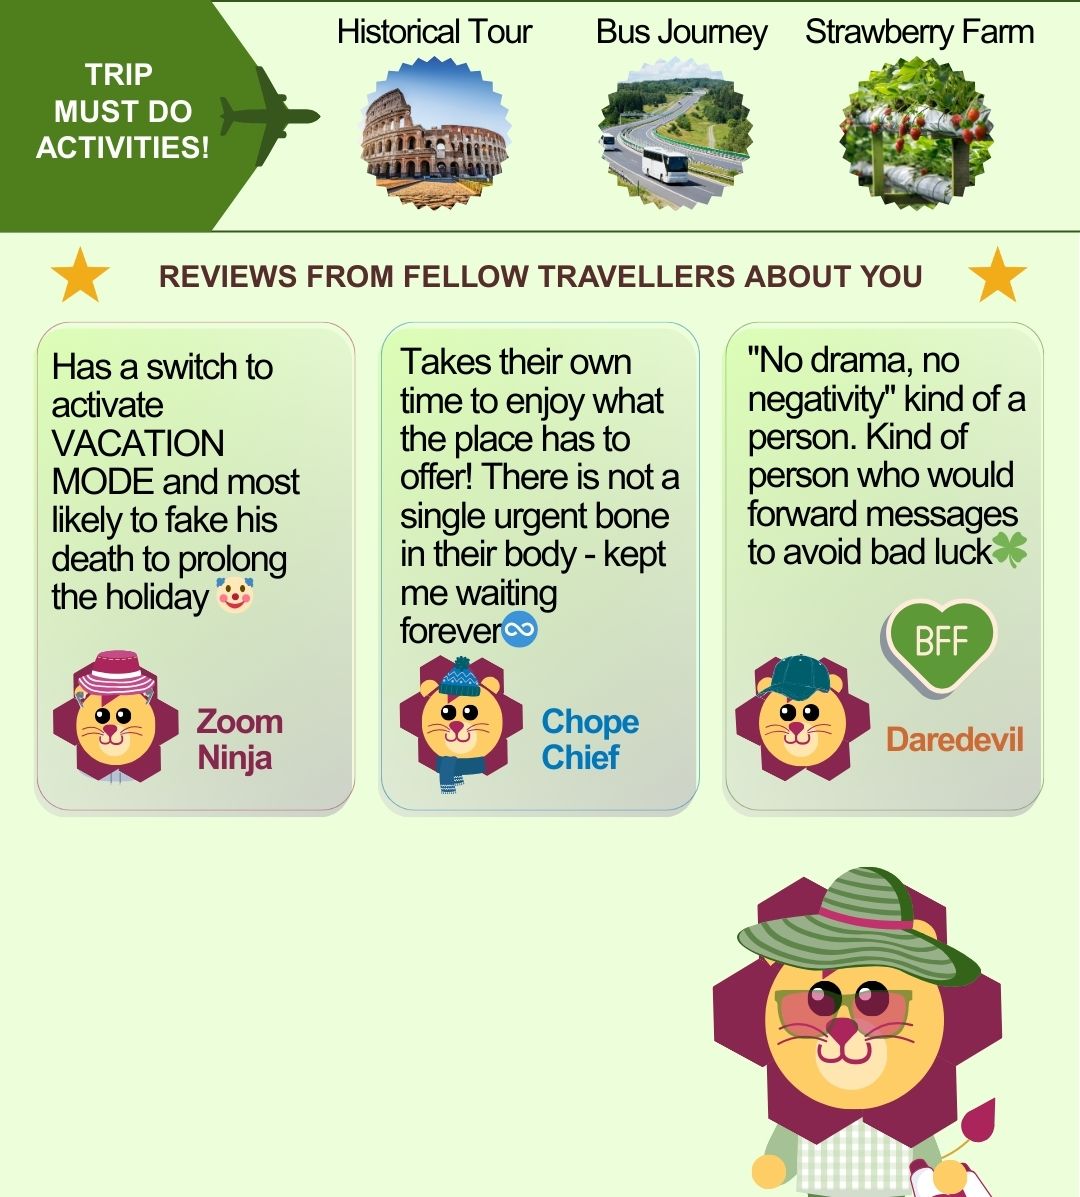 Historical Tour
Bus Journey
Strawberry Farm
TRIP
MUST DO
ACTIVITIES!
REVIEWS FROM FELLOW TRAVELLERS ABOUT YOU
Has a switch to
activate
VACATION
MODE and most
likely to fake his
death to prolong
the holiday🤡
Zoom
Ninja
Takes their own
time to enjoy what
the place has to
offer! There is not a
single urgent bone
in their body - kept
me waiting
forever♾️
Chope
Chief
"No drama, no
negativity" kind of a
person. Kind of
person who would
forward messages
to avoid bad luck🍀
BFF
Daredevil